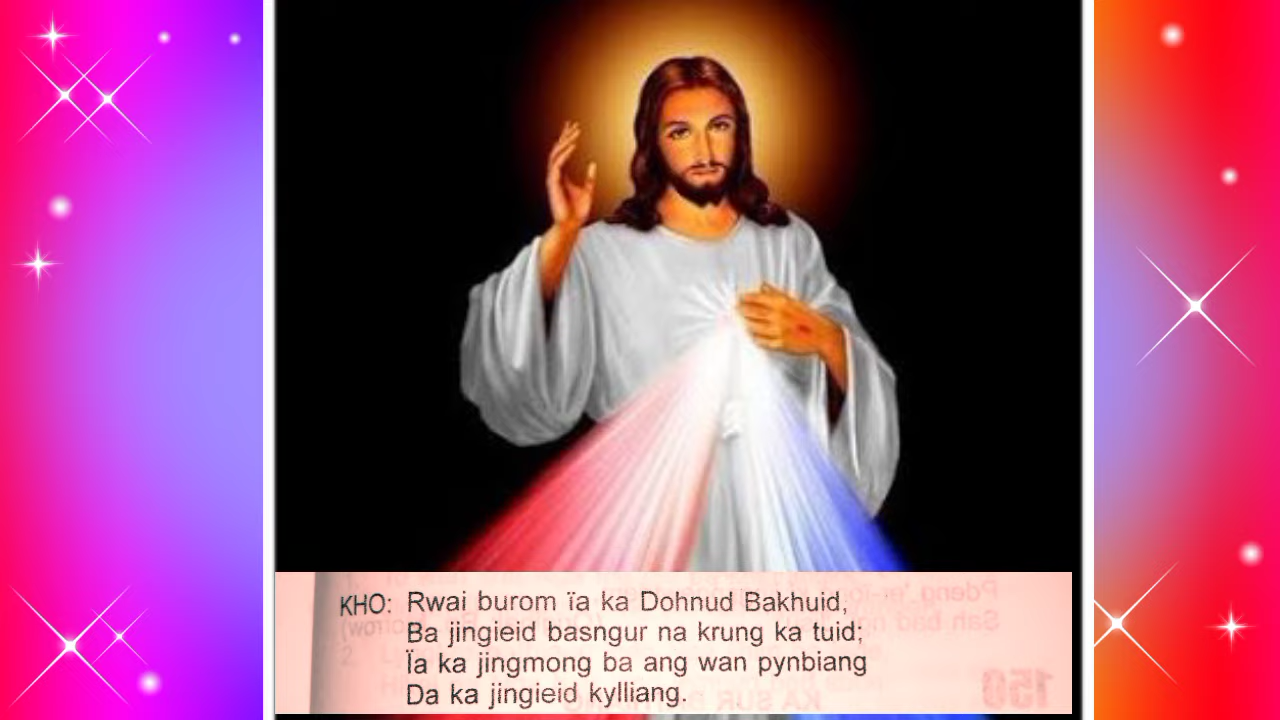 KHO: Rwai burom ïa ka Dohnud Bakhuid,
Ba jingieid basngur na krung ka tuid;
Ïa ka jingmong ba ang wan pynbiang
Da ka jingieid kylliang.